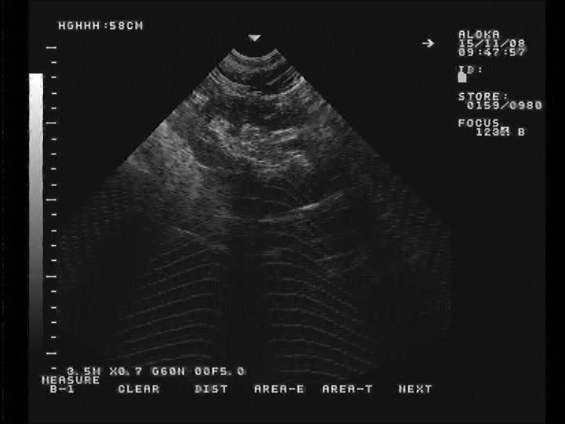 HGHHH:58CM
ALOKA
15/11/08
09:47:57
ID:
STORE:
0159/0980
FOCUS
B
3.5M X0.7 G60N 00F5.0
MEASURE
B-1 CLEAR DIST AREA-E AREA-T NEXT